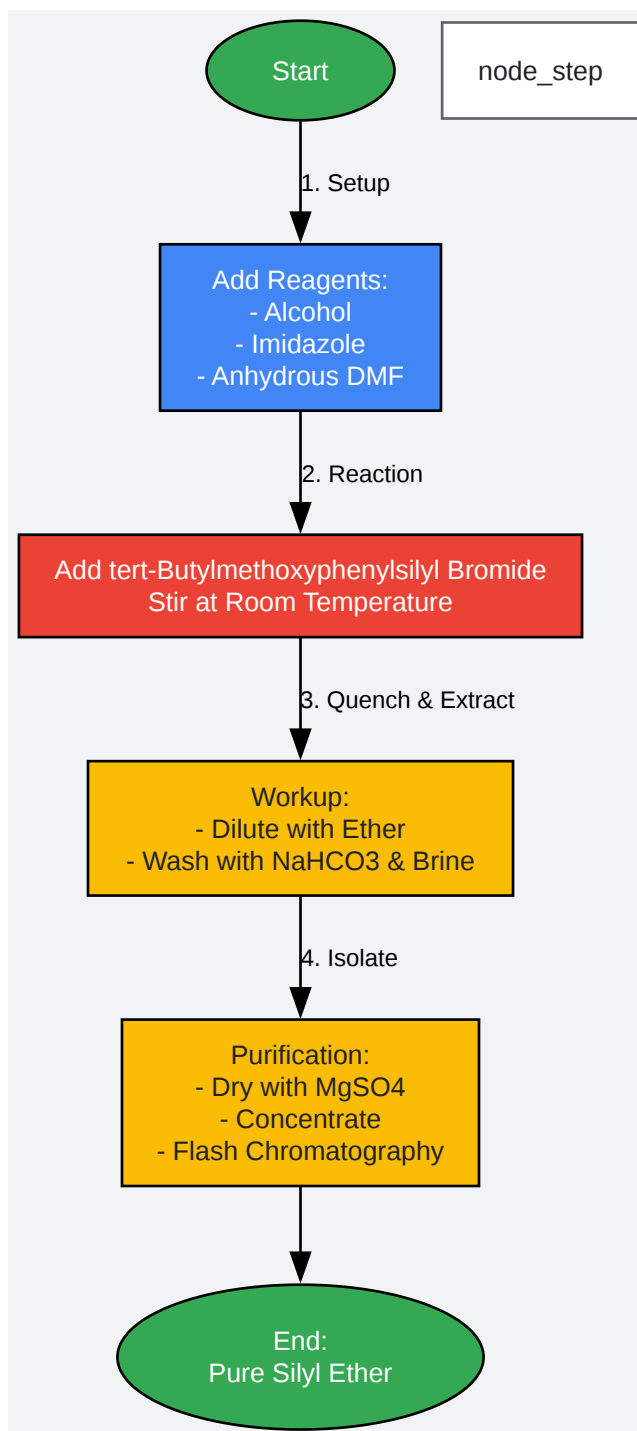 Start
node_step
1. Setup
Add Reagents:
- Alcohol
- Imidazole
- Anhydrous DMF
2. Reaction
Add tert-Butylmethoxyphenylsilyl Bromide
Stir at Room Temperature
3. Quench & Extract
Workup:
- Dilute with Ether
- Wash with NaHCO3 & Brine
4. Isolate
Purification:
- Dry with MgSO4
- Concentrate
- Flash Chromatography
End:
Pure Silyl Ether